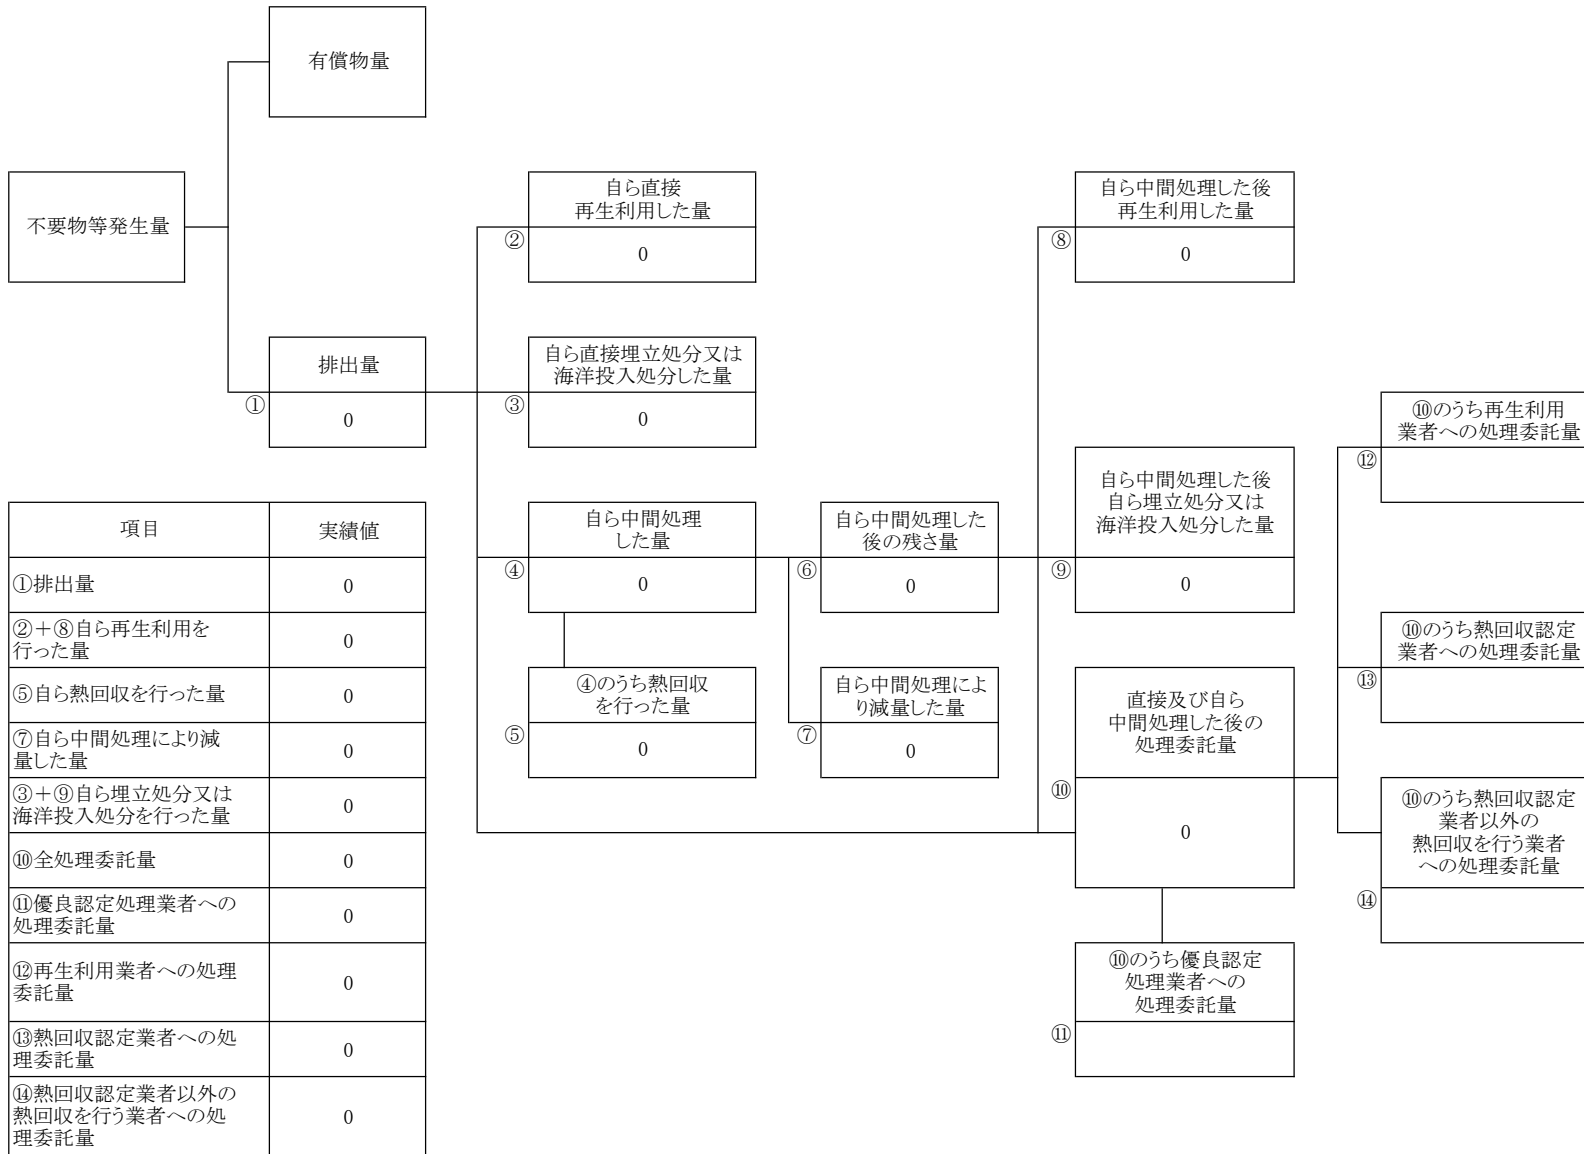 有償物量
不要物等発生量
自ら直接
再生利用した量
②
0
自ら中間処理した後
再生利用した量
⑧
0
排出量
①
0
自ら直接埋立処分又は
海洋投入処分した量
③
0
⑩のうち再生利用
業者への処理委託量
⑫
自ら中間処理
した量
④
0
自ら中間処理した
後の残さ量
⑥
0
自ら中間処理した後
自ら埋立処分又は
海洋投入処分した量
⑨
0
⑩のうち熱回収認定
業者への処理委託量
⑬
④のうち熱回収
を行った量
⑤
0
自ら中間処理によ
り減量した量
⑦
0
直接及び自ら
中間処理した後の
処理委託量
⑩
0
⑩のうち熱回収認定
業者以外の
熱回収を行う業者
への処理委託量
⑭
⑩のうち優良認定
処理業者への
処理委託量
⑪
項目 実績値
①排出量 0
②＋⑧自ら再生利用を
行った量 0
⑤自ら熱回収を行った量 0
⑦自ら中間処理により減
量した量 0
③＋⑨自ら埋立処分又は
海洋投入処分を行った量 0
⑩全処理委託量 0
⑪優良認定処理業者への
処理委託量 0
⑫再生利用業者への処理
委託量 0
⑬熱回収認定業者への処
理委託量 0
⑭熱回収認定業者以外の
熱回収を行う業者への処
理委託量 0